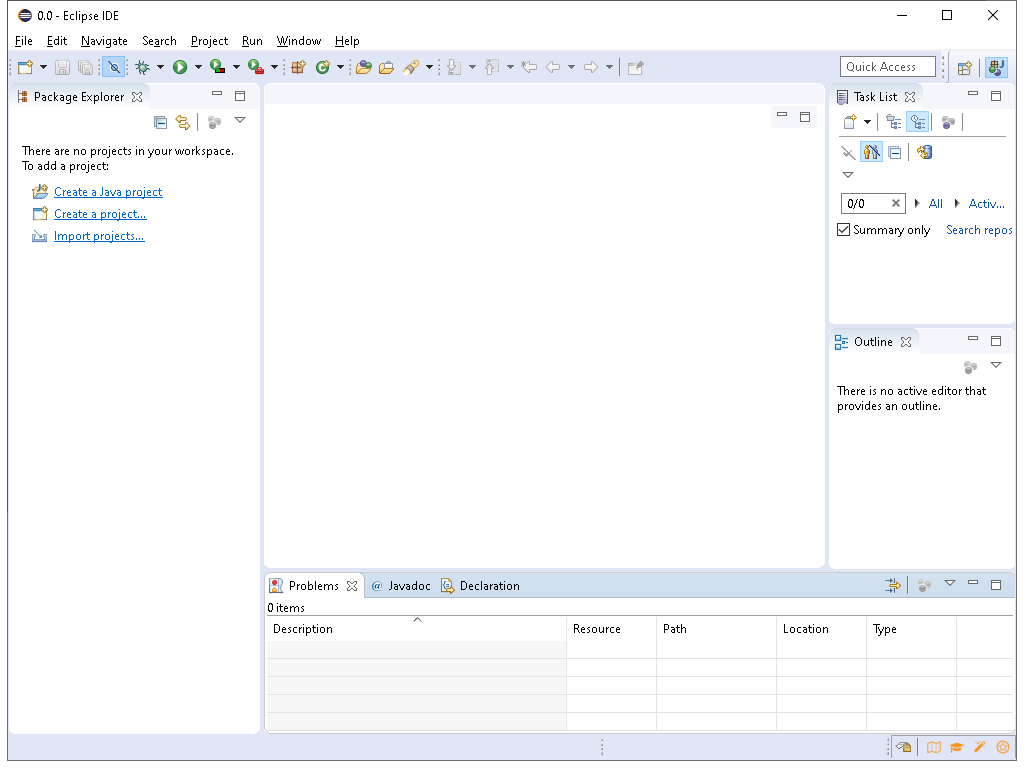 0.0 - Eclipse IDE
File Edit Navigate Search Project Run Window Help
Quick Access
Package Explorer
There are no projects in your workspace.
To add a project:
Create a Java project
Create a project...
Import projects...
Task List
0/0 All Activ...
Summary only Search repos
Outline
There is no active editor that
provides an outline.
Problems @ Javadoc Declaration
0 items
Description Resource Path Location Type